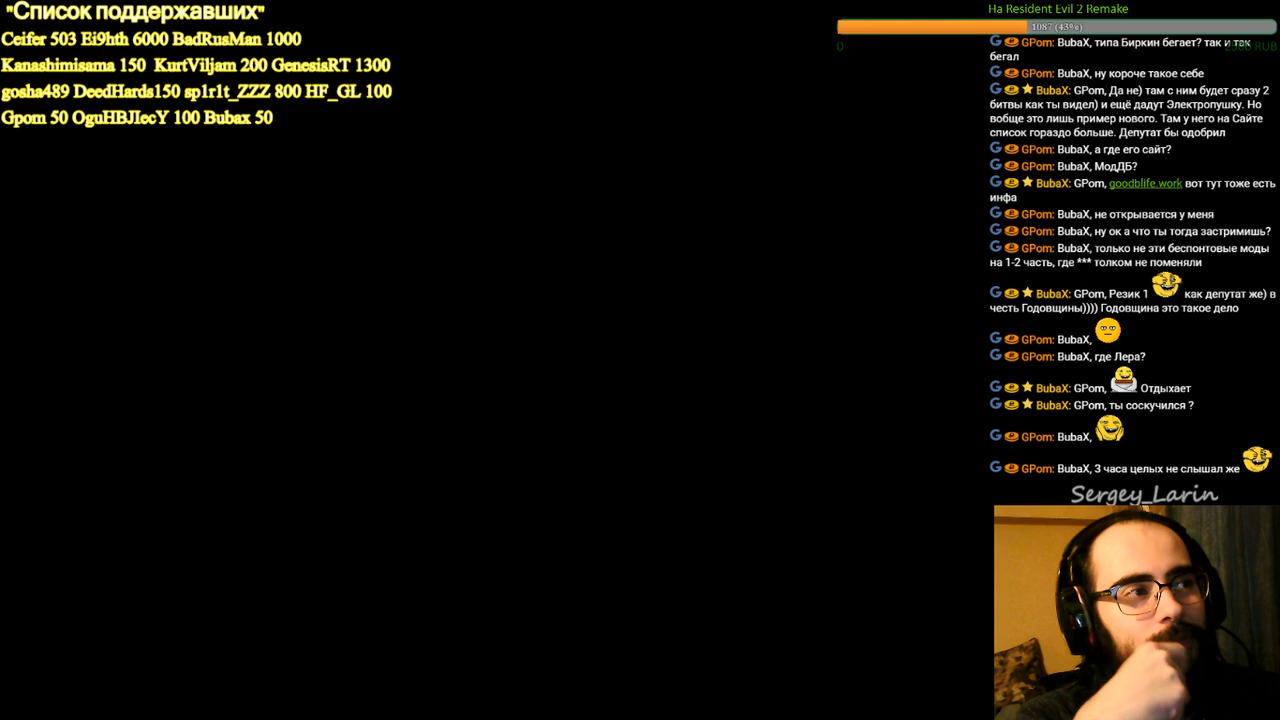 "Список поддержавших"
Ceifer 503 Ei9hth 6000 BadRusMan 1000
Kanashimisama 150 KurtViljam 200 GenesisRT 1300
gosha489 DeedHards150 sp1r1t_ZZZ 800 HF_GL 100
Gpom 50 OguHBJIecY 100 Bubax 50
На Resident Evil 2 Remake
1087 (43%)
0
2500 RUB
GPom: BubaX, типа Биркин бегает? так и так
бегал
GPom: BubaX, ну короче такое себе
BubaX: GPom, Да не) там с ним будет сразу 2
битвы как ты видел) и ещё дадут Электропушку. Но
вобще это лишь пример нового. Там у него на Сайте
список гораздо больше. Депутат бы одобрил
GPom: BubaX, а где его сайт?
GPom: BubaX, МодДБ?
BubaX: GPom, goodblife.work вот тут тоже есть
инфа
GPom: BubaX, не открывается у меня
GPom: BubaX, ну ок а что ты тогда застримишь?
GPom: BubaX, только не эти беспонтовые моды
на 1-2 часть, где *** толком не поменяли
BubaX: GPom, Резик 1 как депутат же) в
честь Годовщины)))) Годовщина это такое дело
GPom: BubaX,
GPom: BubaX, где Лера?
BubaX: GPom, Отдыхает
BubaX: GPom, ты соскучился ?
GPom: BubaX,
GPom: BubaX, 3 часа целых не слышал же
Sergey_Larin